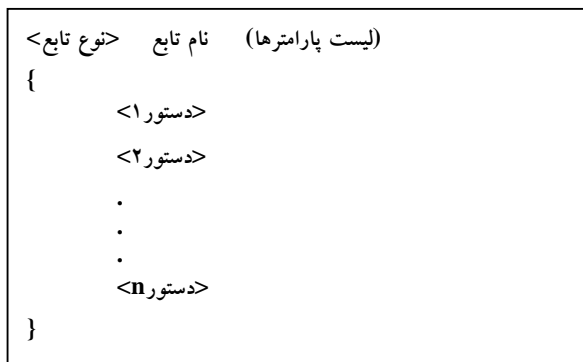 <نوع تابع> نام تابع (لیست پارامترها)
{
<دستور۱>
<دستور۲>
.
.
.
<دستورn>
}